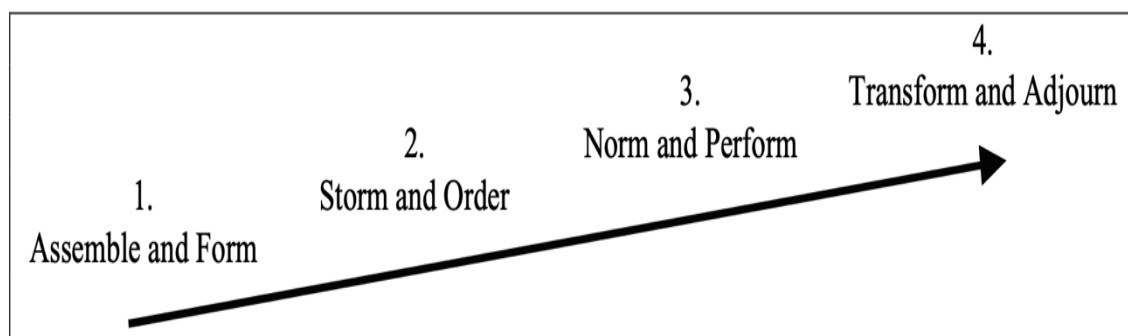 1.
Assemble and Form
2.
Storm and Order
3.
Norm and Perform
4.
Transform and Adjourn